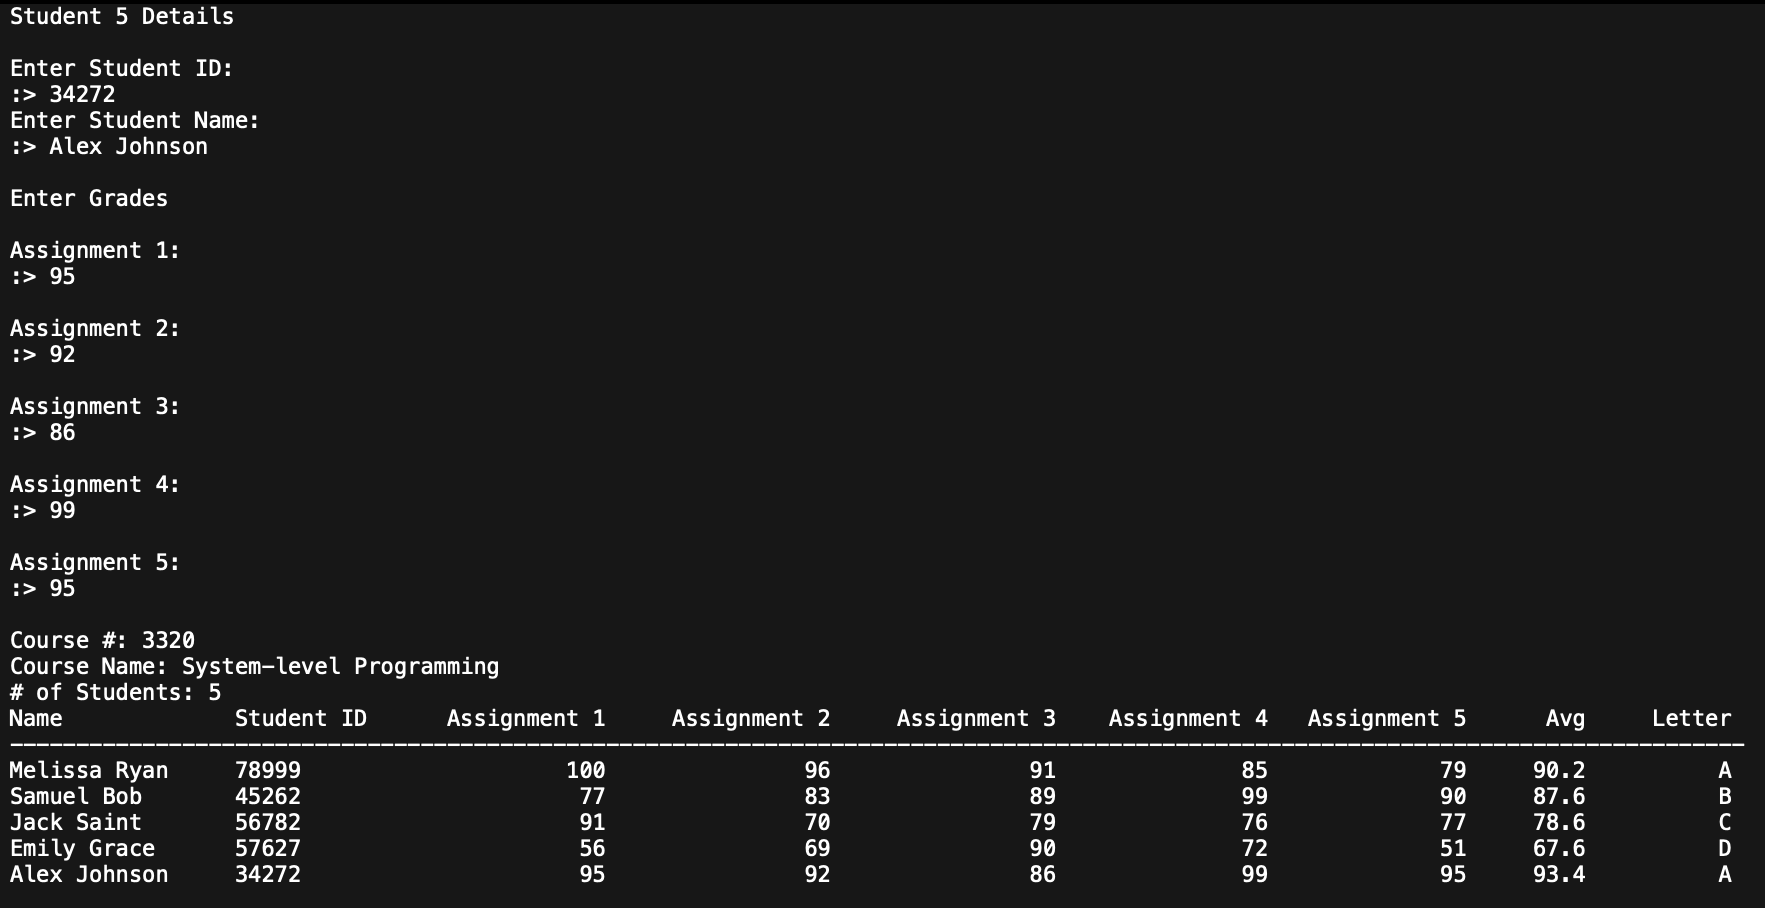 Student 5 Details
Enter Student ID:
:> 34272
Enter Student Name:
:> Alex Johnson
Enter Grades
Assignment 1:
:> 95
Assignment 2:
:> 92
Assignment 3:
:> 86
Assignment 4:
:> 99
Assignment 5:
:> 95
Course #: 3320
Course Name: System-level Programming
# of Students: 5
Name Student ID Assignment 1 Assignment 2 Assignment 3 Assignment 4 Assignment 5 Avg Letter
Melissa Ryan 78999 100 96 91 85 79 90.2 A
Samuel Bob 45262 77 83 89 99 90 87.6 B
Jack Saint 56782 91 70 79 76 77 78.6 C
Emily Grace 57627 56 69 90 72 51 67.6 D
Alex Johnson 34272 95 92 86 99 95 93.4 A